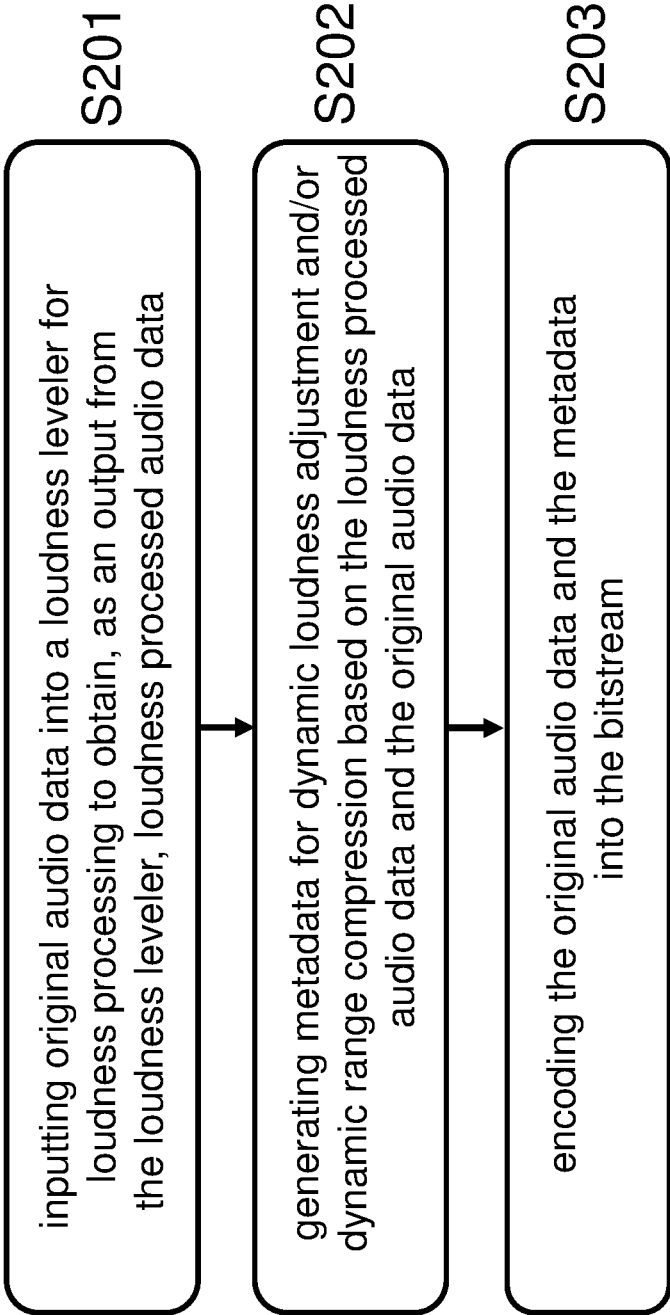 S201
inputting original audio data into a loudness leveler for
loudness processing to obtain, as an output from
the loudness leveler, loudness processed audio data
S202
generating metadata for dynamic loudness adjustment and/or
dynamic range compression based on the loudness processed
audio data and the original audio data
S203
encoding the original audio data and the metadata
into the bitstream